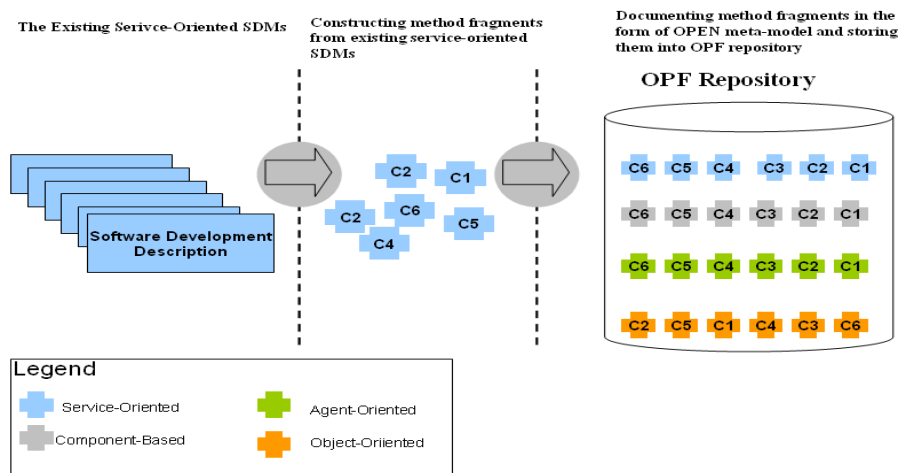 The Existing Serivce-Oriented SDMs
Constructing method fragments
from existing service-oriented
SDMs
Documenting method fragments in the
form of OPEN meta-model and storing
them into OPF repository
OPF Repository
Software Development
Description
C2
C1
C2
C6
C5
C4
C6 C5 C4 C3 C2 C1
C6 C5 C4 C3 C2 C1
C6 C5 C4 C3 C2 C1
C2 C5 C1 C4 C3 C6
Legend
Service-Oriented
Agent-Oriented
Component-Based
Object-Oriiented